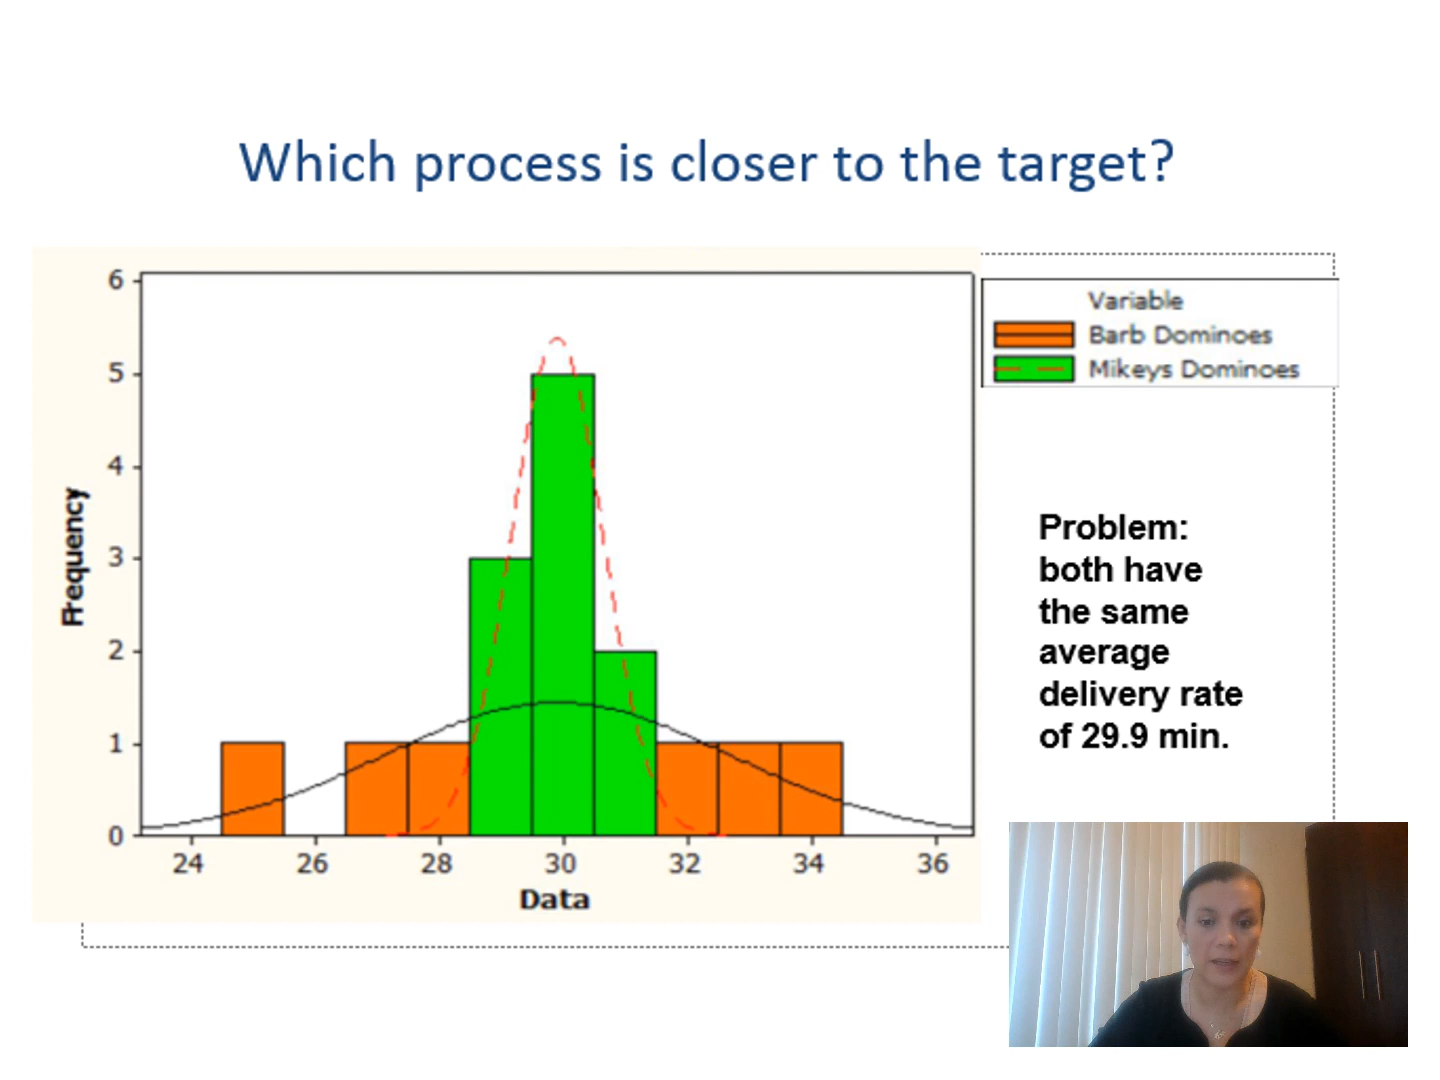 Which process is closer to the target?
6
5
4
3
2
1
0
Frequency
24 26 28 30 32 34 36
Data
Variable
Barb Dominoes
Mikeys Dominoes
Problem:
both have
the same
average
delivery rate
of 29.9 min.